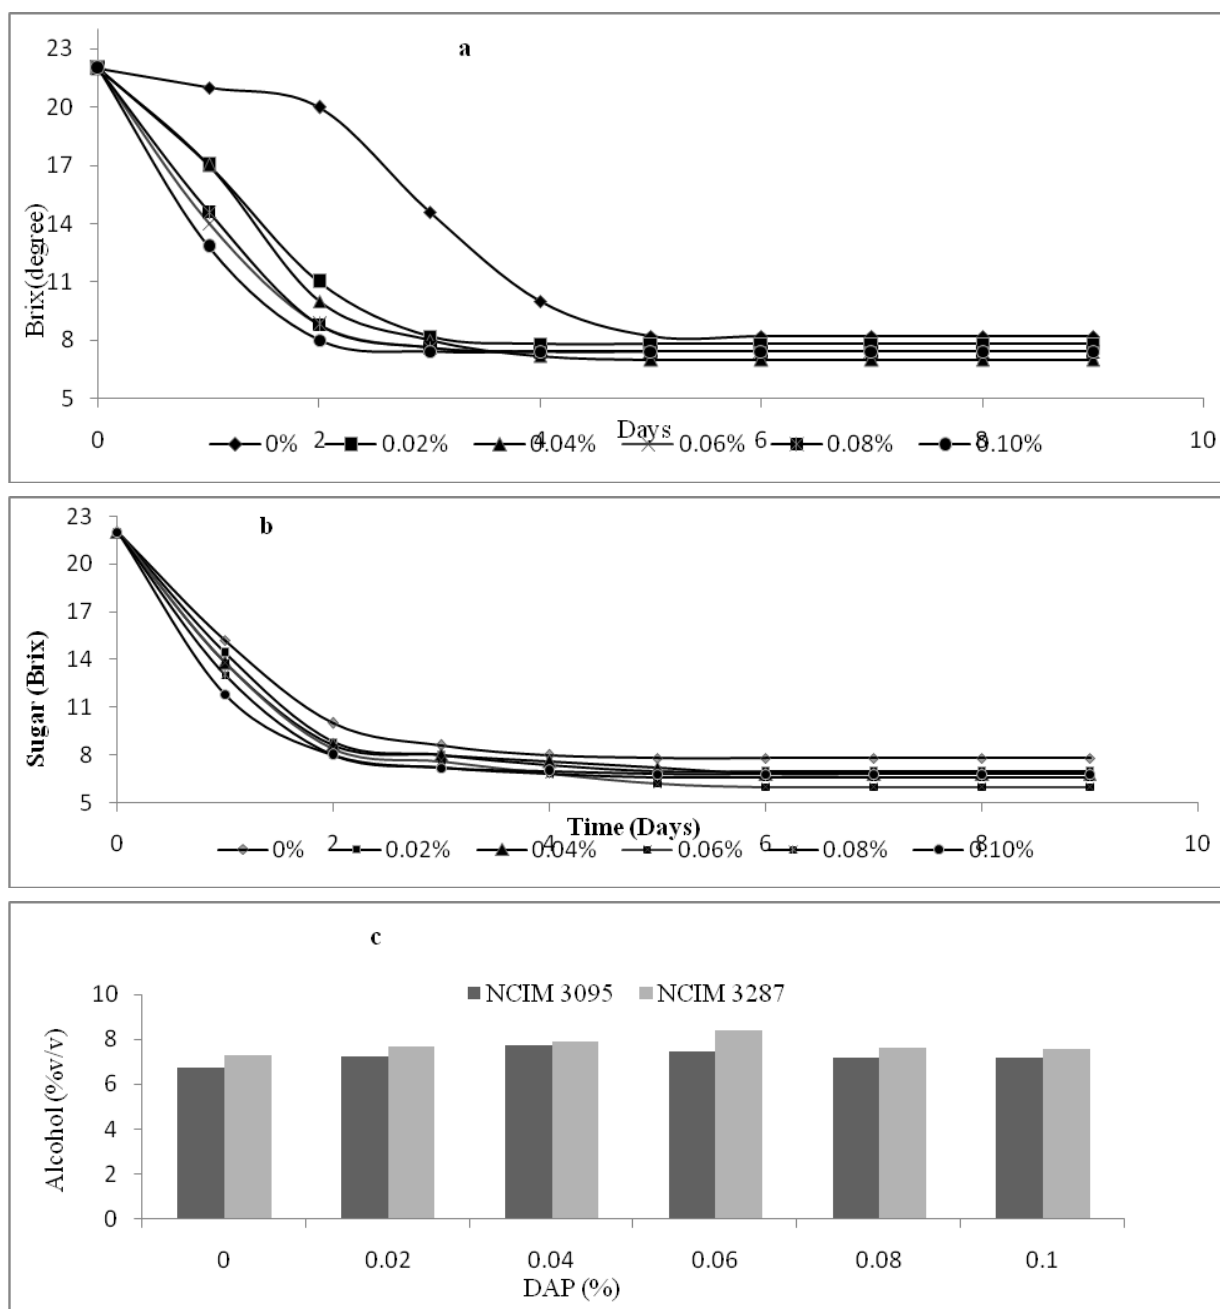 a
23
20
17
14
11
8
5
Brix(degree)
0 2 4 6 8 10
Days
0% 0.02% 0.04% 0.06% 0.08% 0.10%
b
23
20
17
14
11
8
5
Sugar (Brix)
Time (Days)
0 2 4 6 8 10
0% 0.02% 0.04% 0.06% 0.08% 0.10%
c
NCIM 3095 NCIM 3287
10
8
6
4
2
0
Alcohol (%v/v)
0 0.02 0.04 0.06 0.08 0.1
DAP (%)